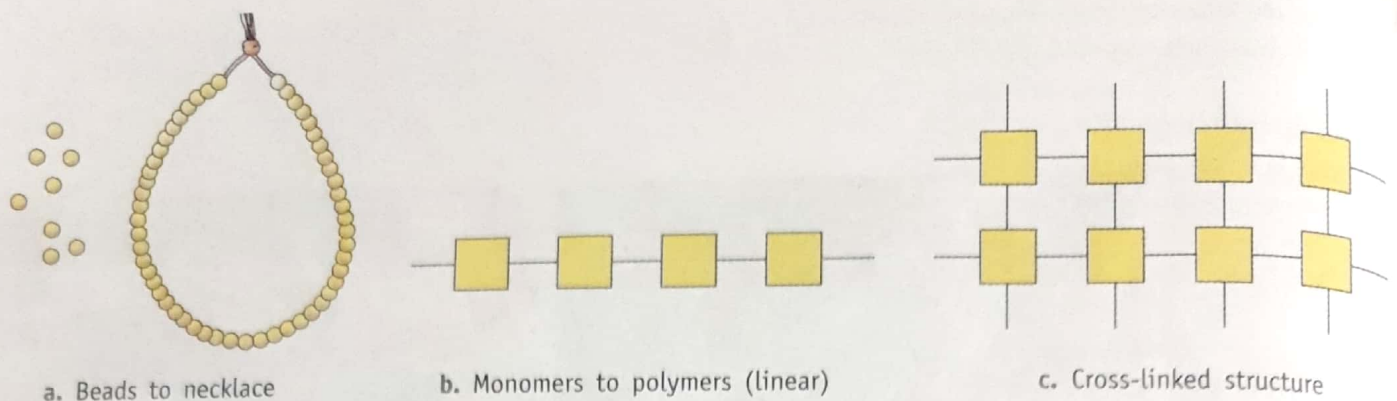 a. Beads to necklace
b. Monomers to polymers (linear)
c. Cross-linked structure